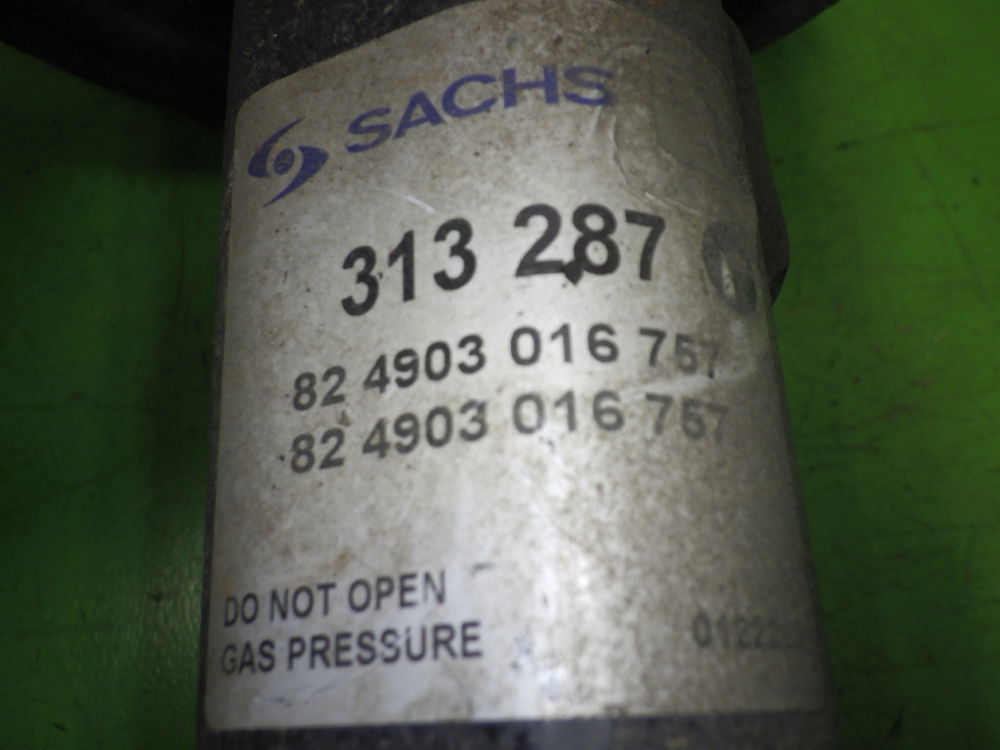 SACHS
313 287
82 4903 016 757
82 4903 016 757
DO NOT OPEN
GAS PRESSURE